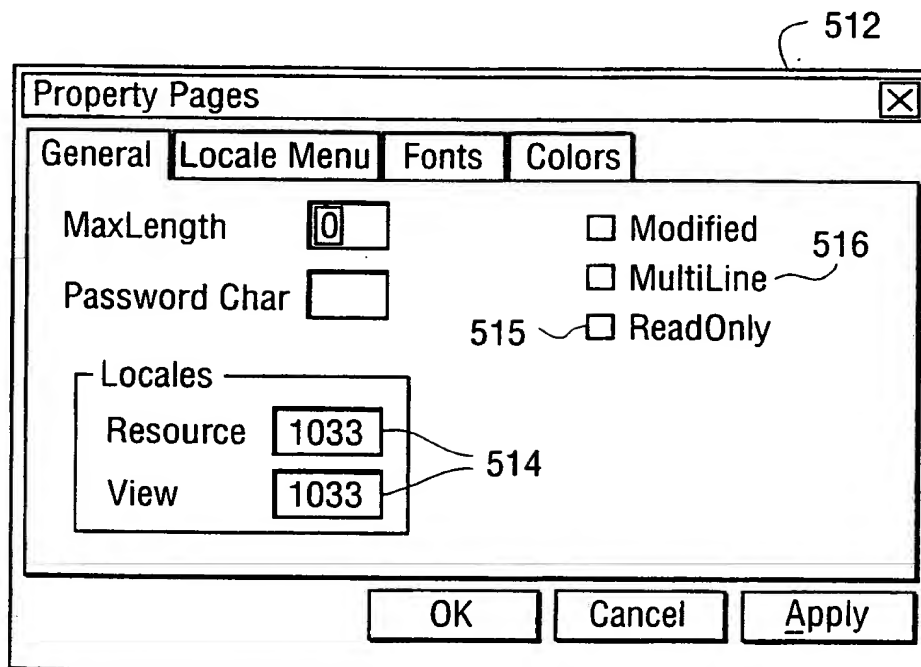 512
Property Pages
General Locale Menu Fonts Colors
MaxLength 0
Password Char
Modified
MultiLine 516
515 ReadOnly
Locales
Resource 1033
View 1033
514
OK Cancel Apply